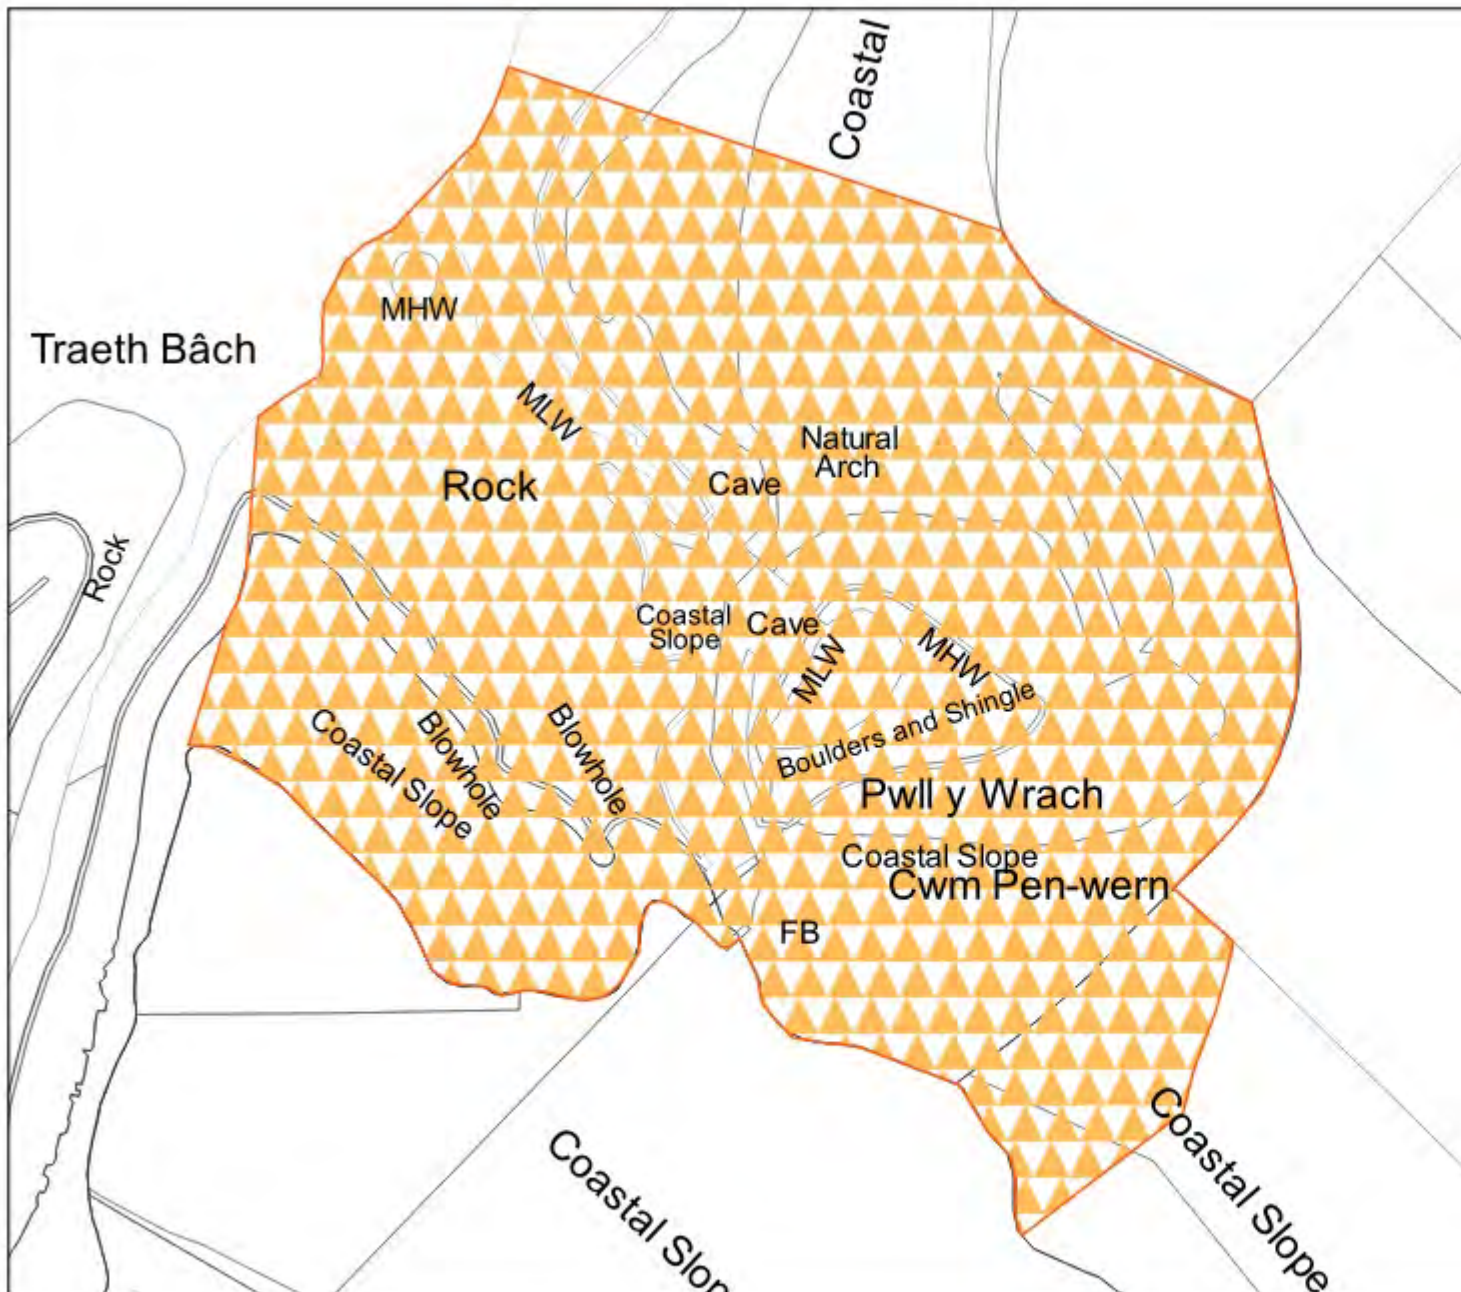 Coastal
MHW
Traeth Bâch
MLW
Natural
Arch
Rock
Cave
Rock
Coastal
Slope
Cave
MLW
MHW
Boulders and Shingle
Coastal Slope
Blowhole
Blowhole
Pwll y Wrach
Coastal Slope
Cwm Pen-wern
FB
Coastal Slope
Coastal